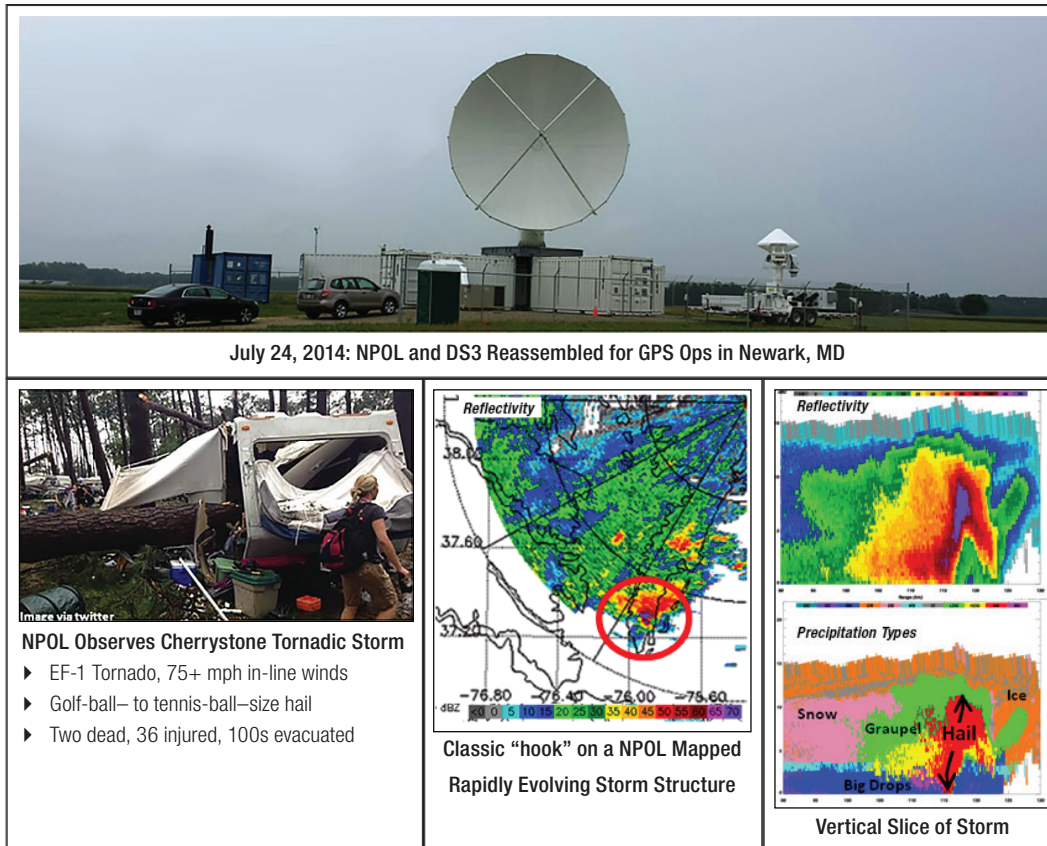 July 24, 2014: NPOL and DS3 Reassembled for GPS Ops in Newark, MD
Image via twitter
NPOL Observes Cherrystone Tornadic Storm
EF-1 Tornado, 75+ mph in-line winds
Golf-ball– to tennis-ball–size hail
Two dead, 36 injured, 100s evacuated
Reflectivity
38.00
37.60
37.20
-76.80 -76.40 -76.00 -75.60
dBZ <0 0 5 10 15 20 25 30 35 40 45 50 55 60 65 70
Classic “hook” on a NPOL Mapped
Rapidly Evolving Storm Structure
Reflectivity
Range (km)
Precipitation Types
Ice
Snow
Graupel
Hail
Big Drops
Vertical Slice of Storm